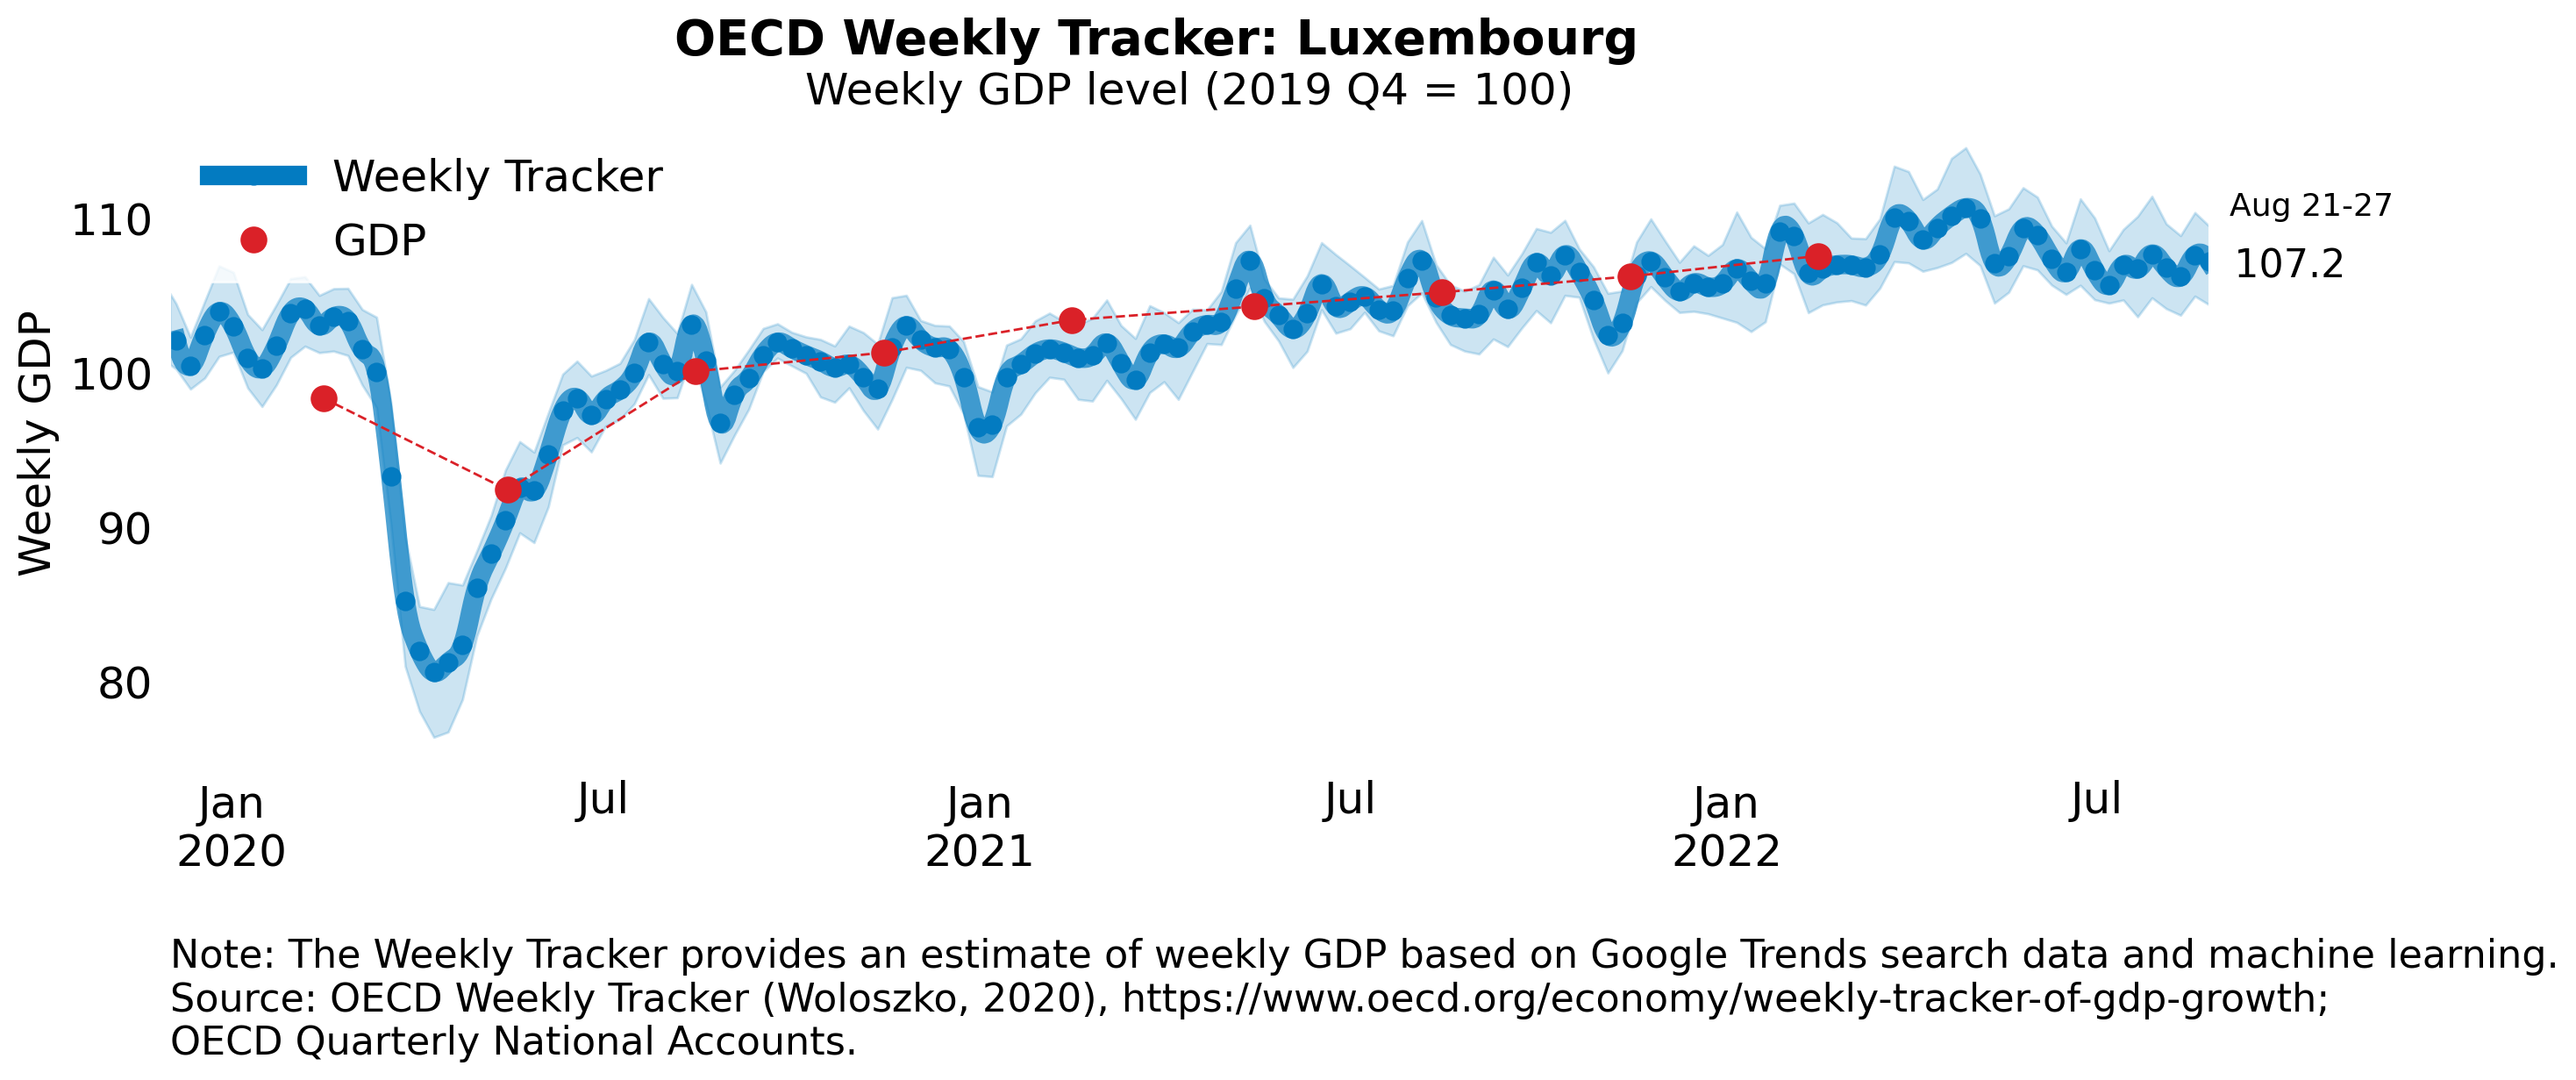 OECD Weekly Tracker: Luxembourg
Weekly GDP level (2019 Q4 = 100)
Weekly Tracker
GDP
Weekly GDP
110
100
90
80
Aug 21-27
107.2
Jan
2020
Jul
Jan
2021
Jul
Jan
2022
Jul
Note: The Weekly Tracker provides an estimate of weekly GDP based on Google Trends search data and machine learning.
Source: OECD Weekly Tracker (Woloszko, 2020), https://www.oecd.org/economy/weekly-tracker-of-gdp-growth;
OECD Quarterly National Accounts.